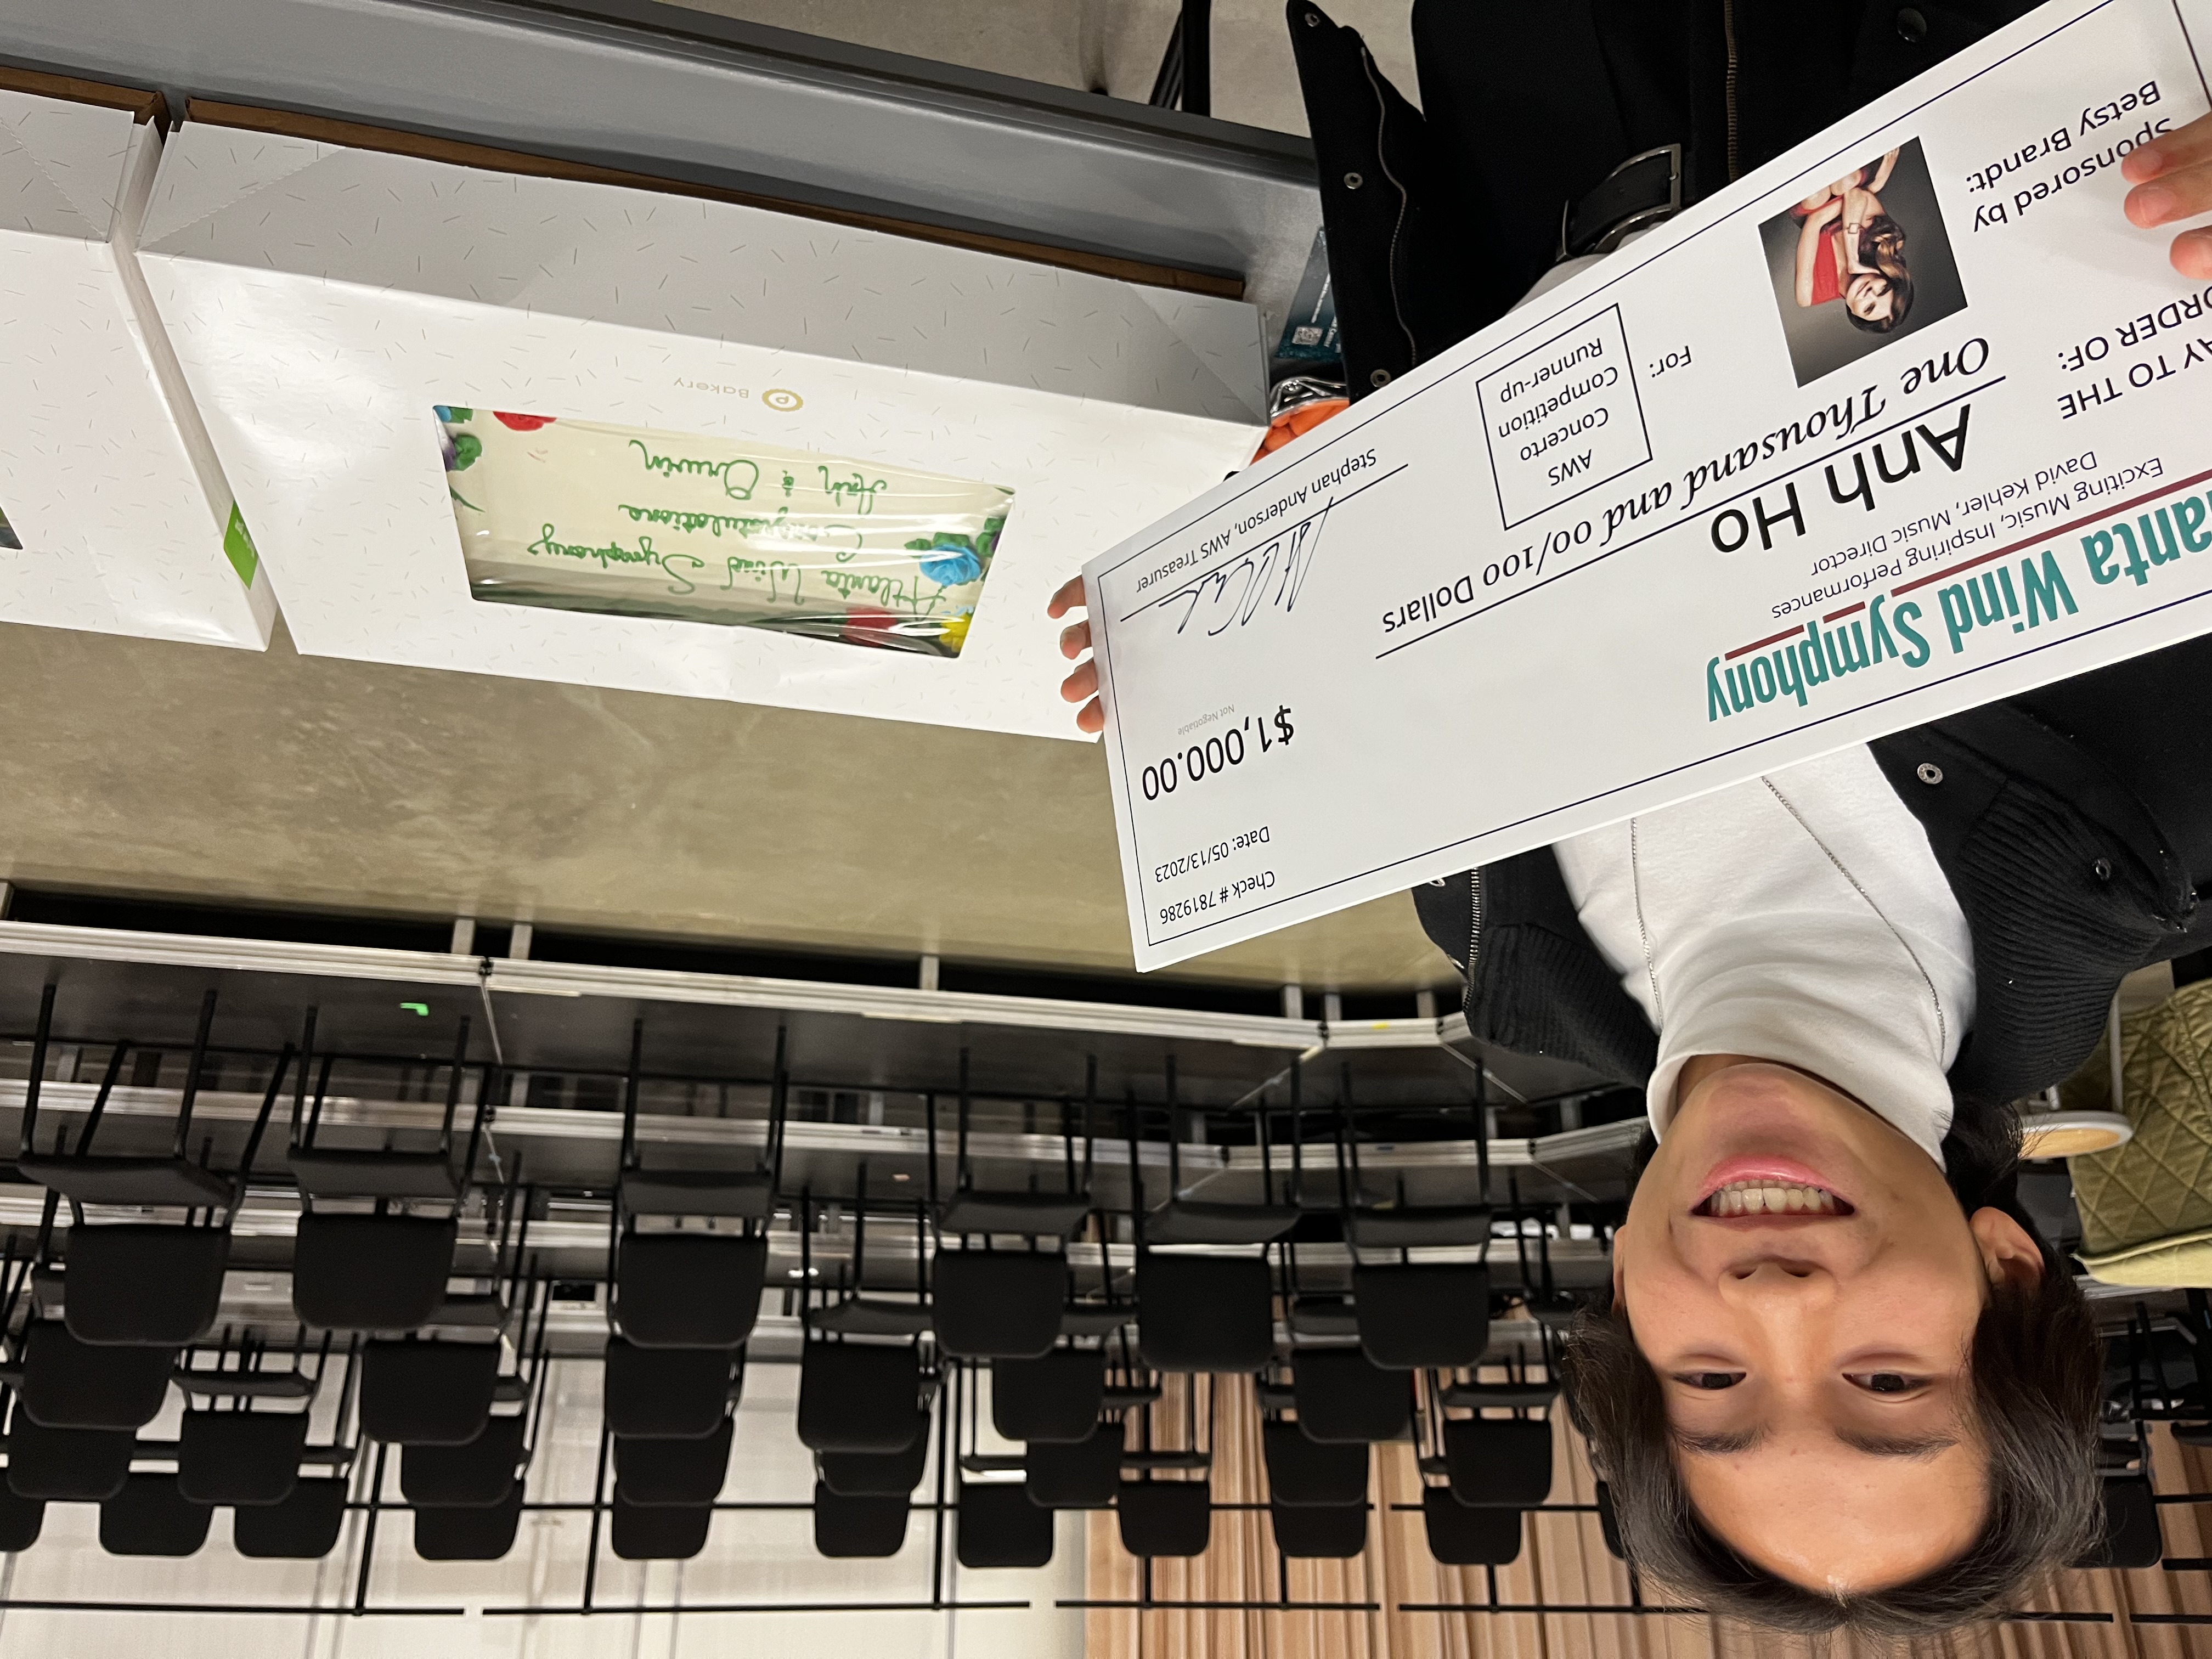 Check # 7819286
Date: 05/13/2023
$1,000.00
Not Negotiable
lanta Wind Symphony
Exciting Music, Inspiring Performances
David Kehler, Music Director
AY TO THE
ORDER OF:
Anh Ho
One Thousand and 00/100 Dollars
For:
AWS
Concerto
Competition
Runner-up
Stephan Anderson, AWS Treasurer
Sponsored by
Betsy Brandt:
Atlanta Wind Symphony
Congratulations
Anh & Orwin
P Bakery